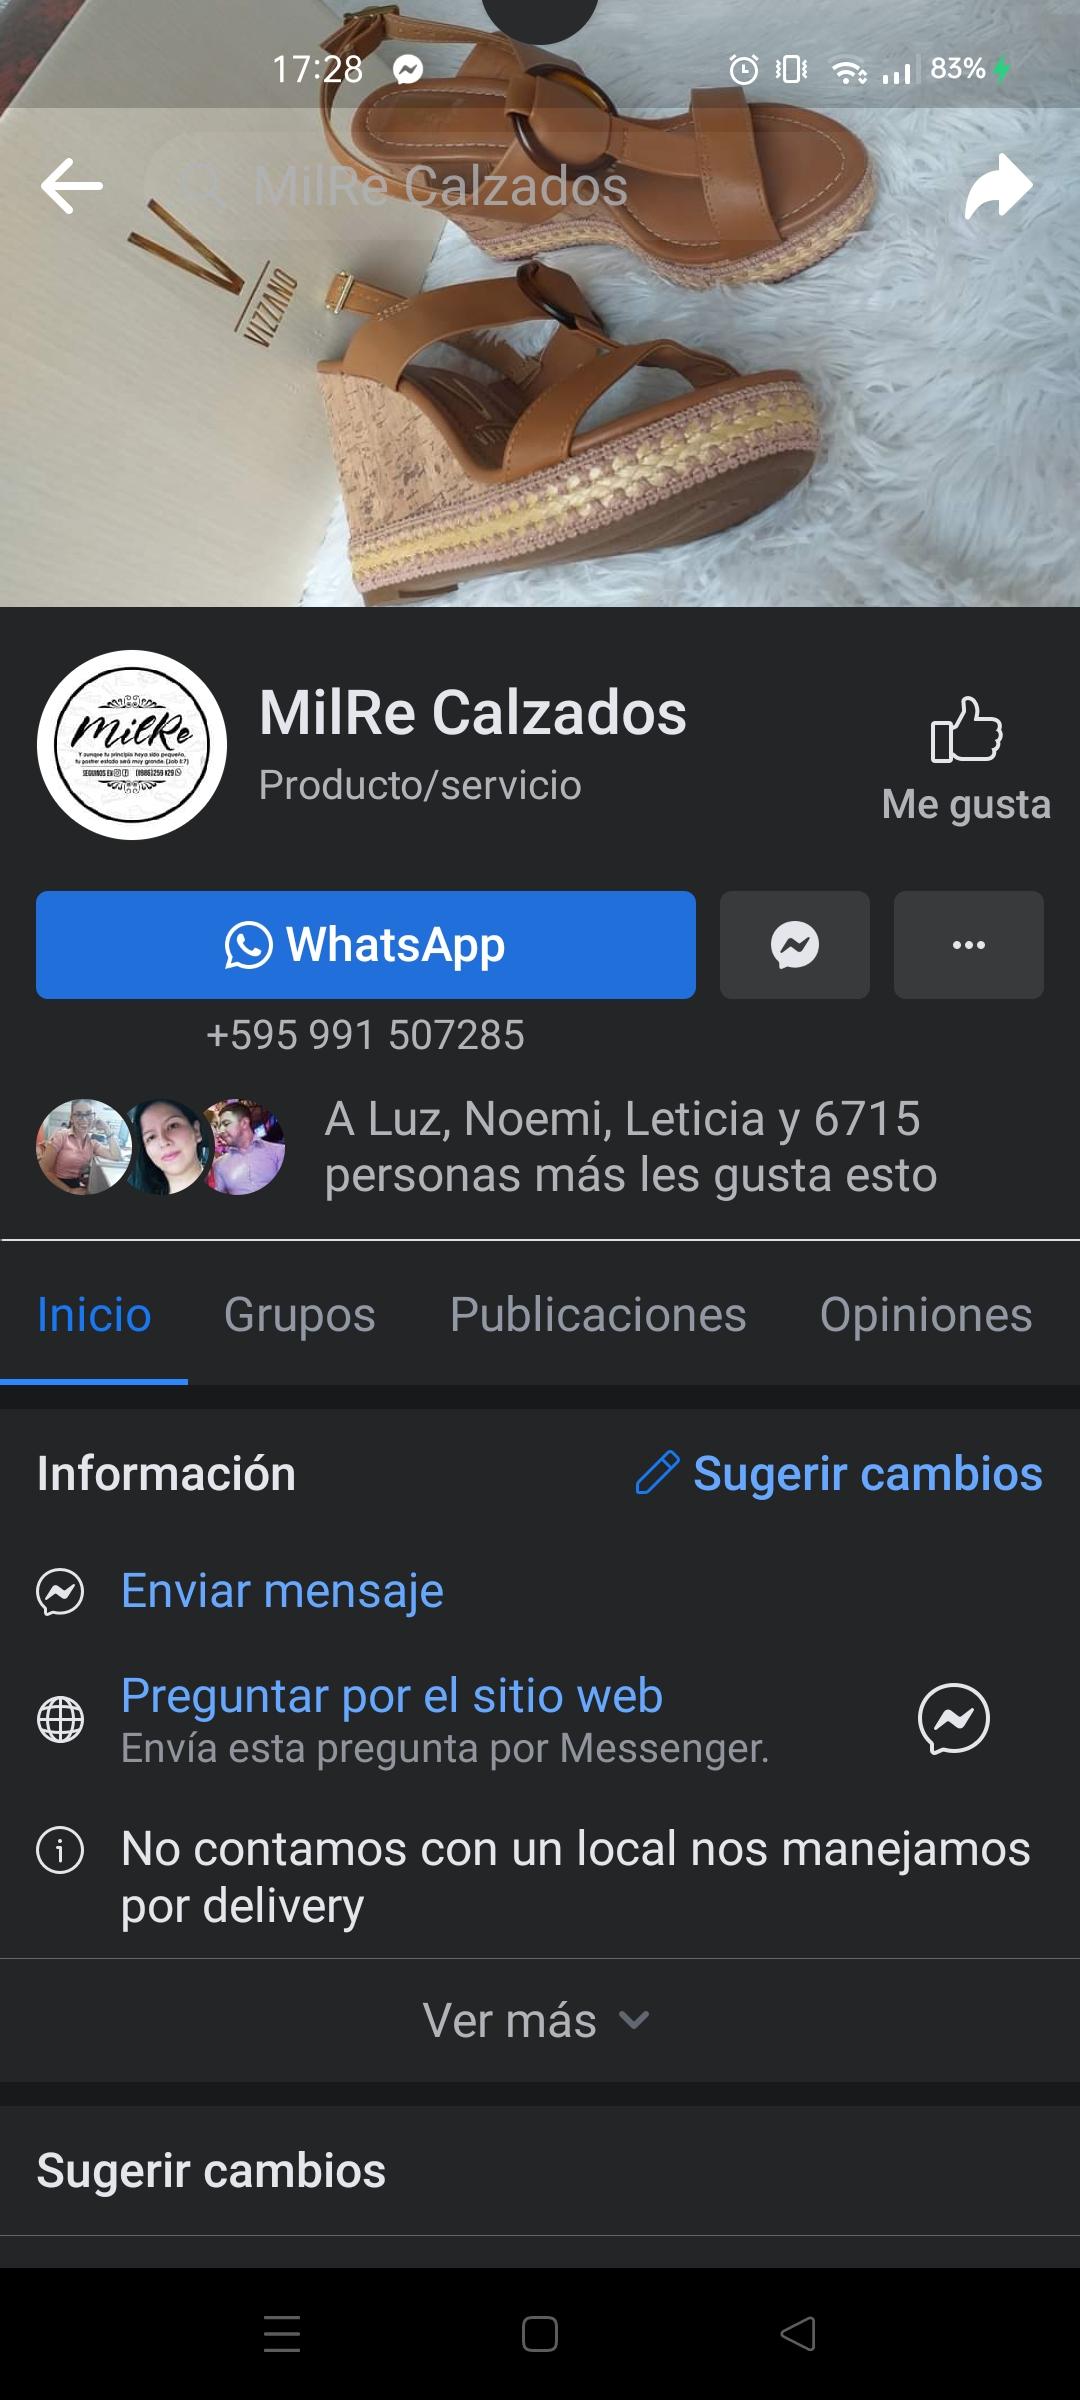 17:28
83%
MilRe Calzados
VIZZANO
MilRe
Y aunque tu principio haya sido pequeño,
tu postrer estado será muy grande. (Job 8:7)
SEGUINOS EN
MilRe Calzados
Producto/servicio
Me gusta
WhatsApp
+595 991 507285
A Luz, Noemi, Leticia y 6715
personas más les gusta esto
Inicio Grupos Publicaciones Opiniones
Información
Sugerir cambios
Enviar mensaje
Preguntar por el sitio web
Envía esta pregunta por Messenger.
No contamos con un local nos manejamos
por delivery
Ver más
Sugerir cambios